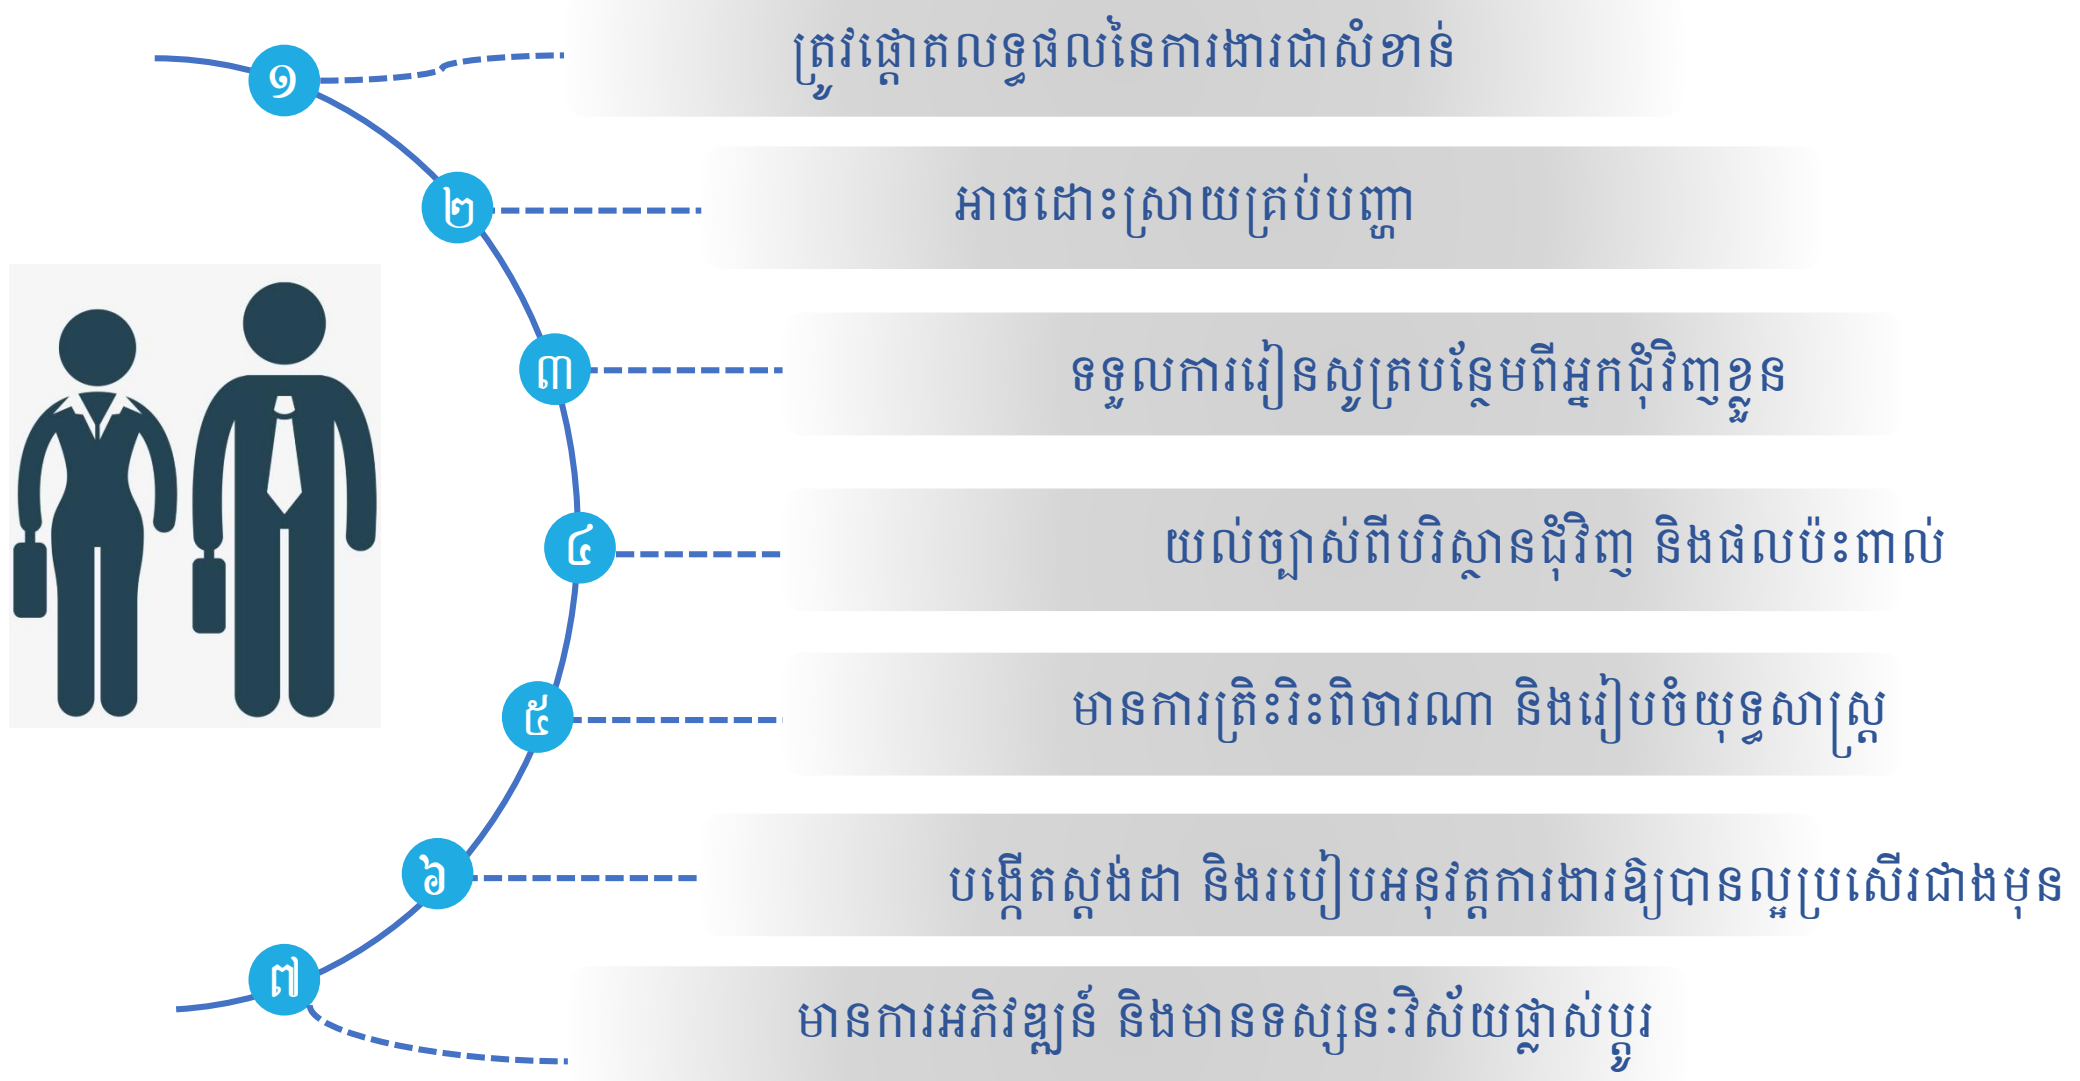 ១ ត្រូវផ្តោតលទ្ធផលនៃការងារជាសំខាន់
២ អាចដោះស្រាយគ្រប់បញ្ហា
៣ ទទួលការរៀនសូត្របន្ថែមពីអ្នកជុំវិញខ្លួន
៤ យល់ច្បាស់ពីបរិស្ថានជុំវិញ និងផលប៉ះពាល់
៥ មានការត្រិះរិះពិចារណា និងរៀបចំយុទ្ធសាស្ត្រ
៦ បង្កើតស្តង់ដា និងរបៀបអនុវត្តការងារឱ្យបានល្អប្រសើរជាងមុន
៧ មានការអភិវឌ្ឍន៍ និងមានទស្សនៈវិស័យផ្លាស់ប្តូរ